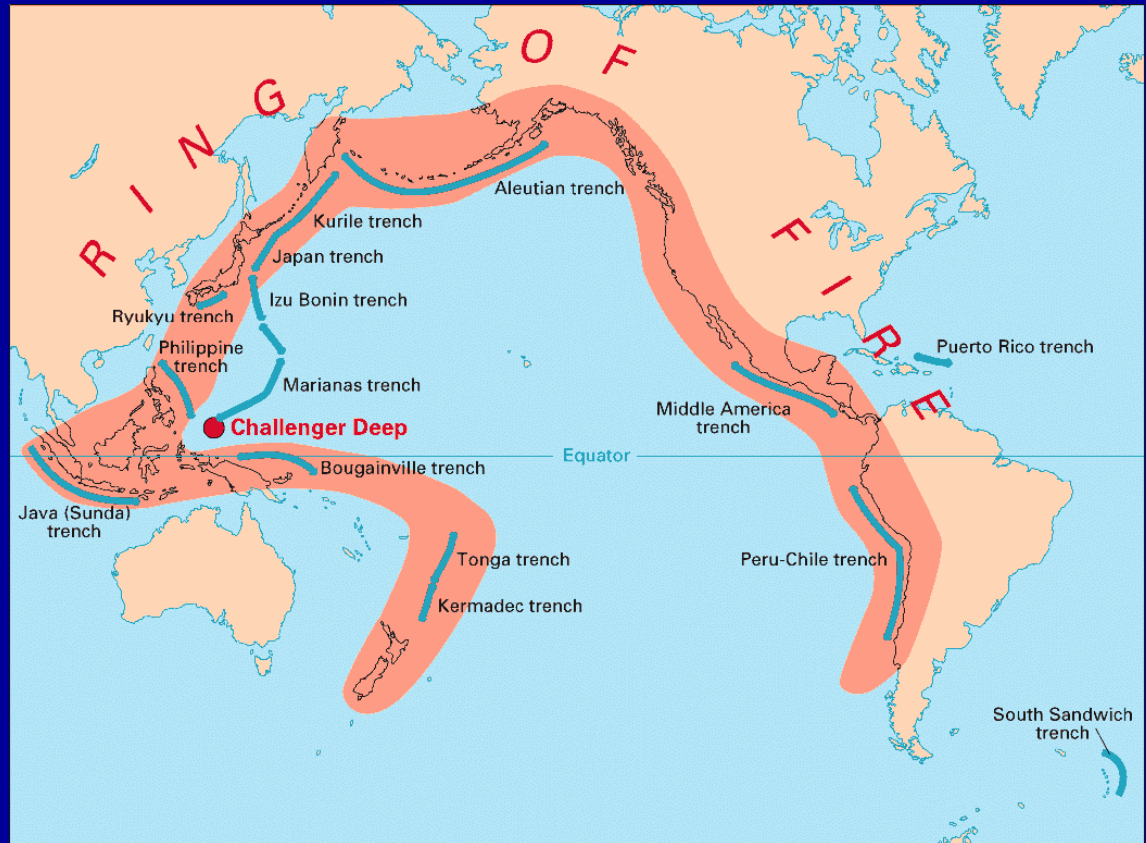 RING OF FIRE
Aleutian trench
Kurile trench
Japan trench
Izu Bonin trench
Ryukyu trench
Philippine
trench
Marianas trench
Challenger Deep
Puerto Rico trench
Middle America
trench
Equator
Bougainville trench
Java (Sunda)
trench
Tonga trench
Kermadec trench
Peru-Chile trench
South Sandwich
trench